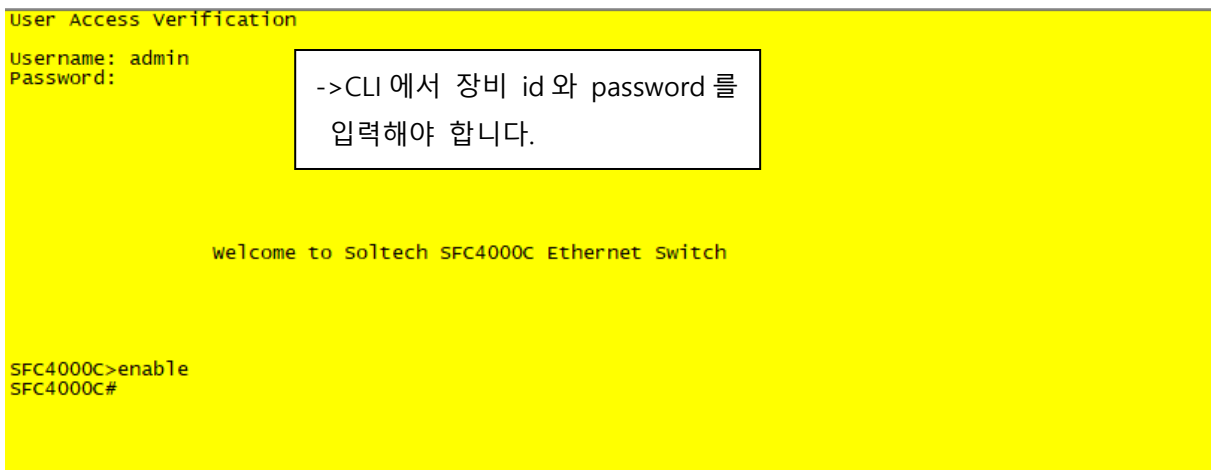 User Access Verification
Username: admin
Password:
->CLI 에서 장비 id 와 password 를
입력해야 합니다.
Welcome to Soltech SFC4000C Ethernet Switch
SFC4000C>enable
SFC4000C#